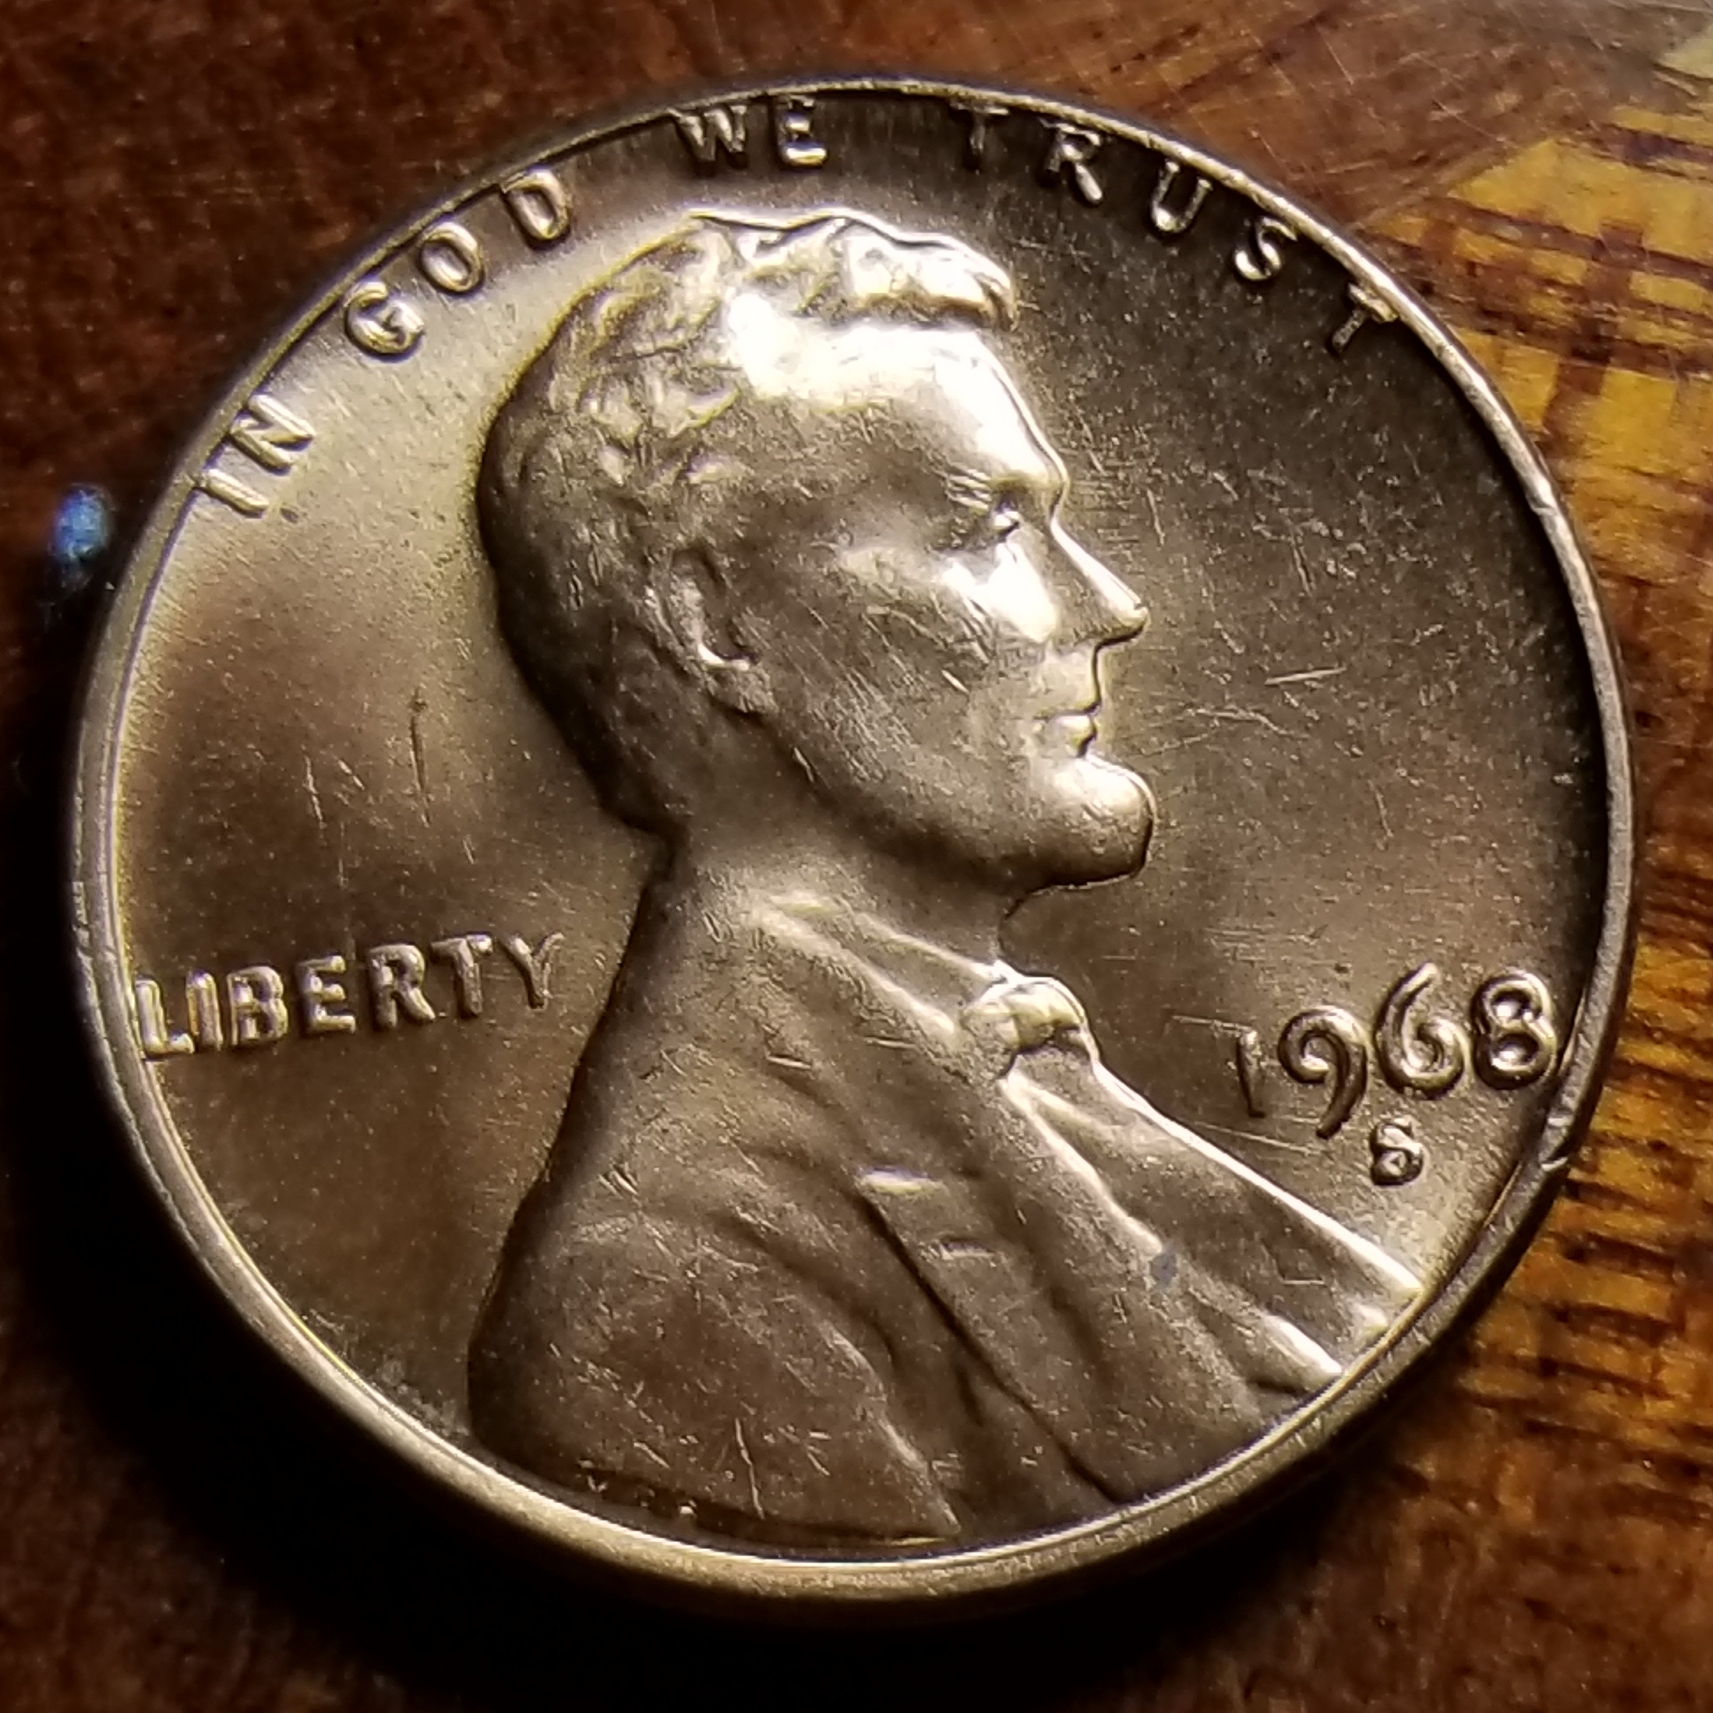 IN GOD WE TRUST
LIBERTY
1968
S